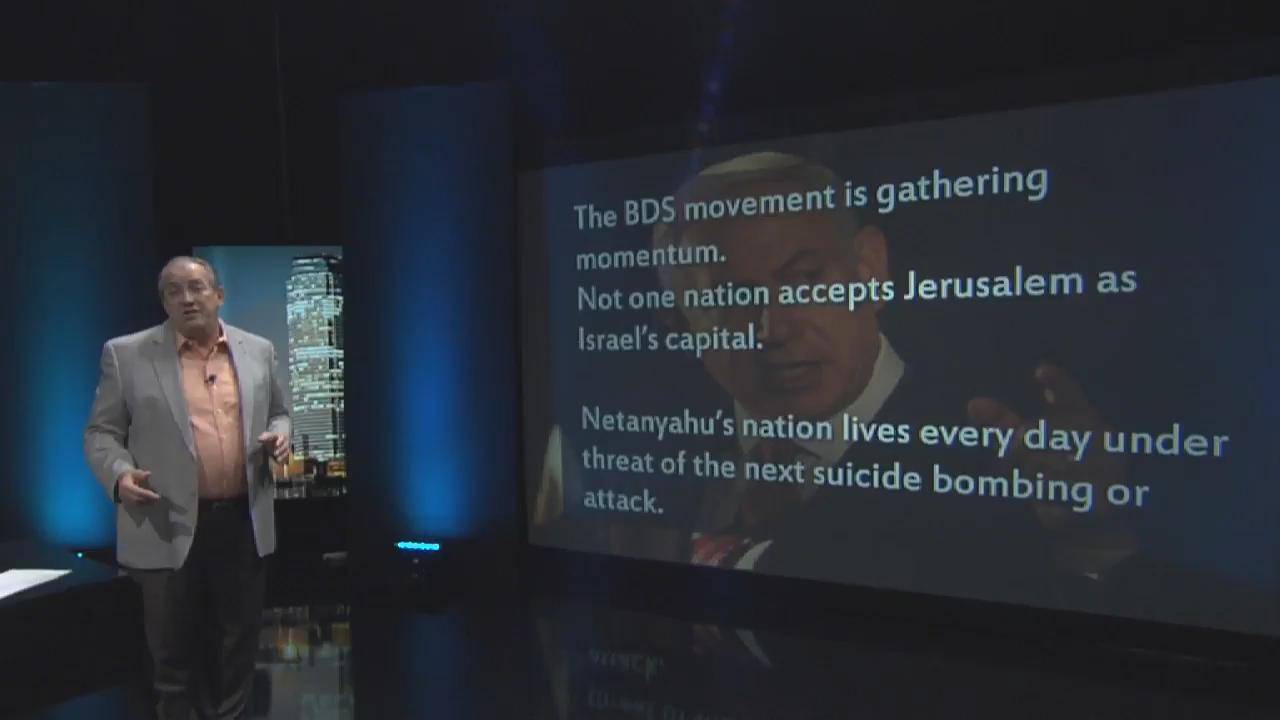 The BDS movement is gathering
momentum.
Not one nation accepts Jerusalem as
Israel's capital.
Netanyahu's nation lives every day under
threat of the next suicide bombing or
attack.